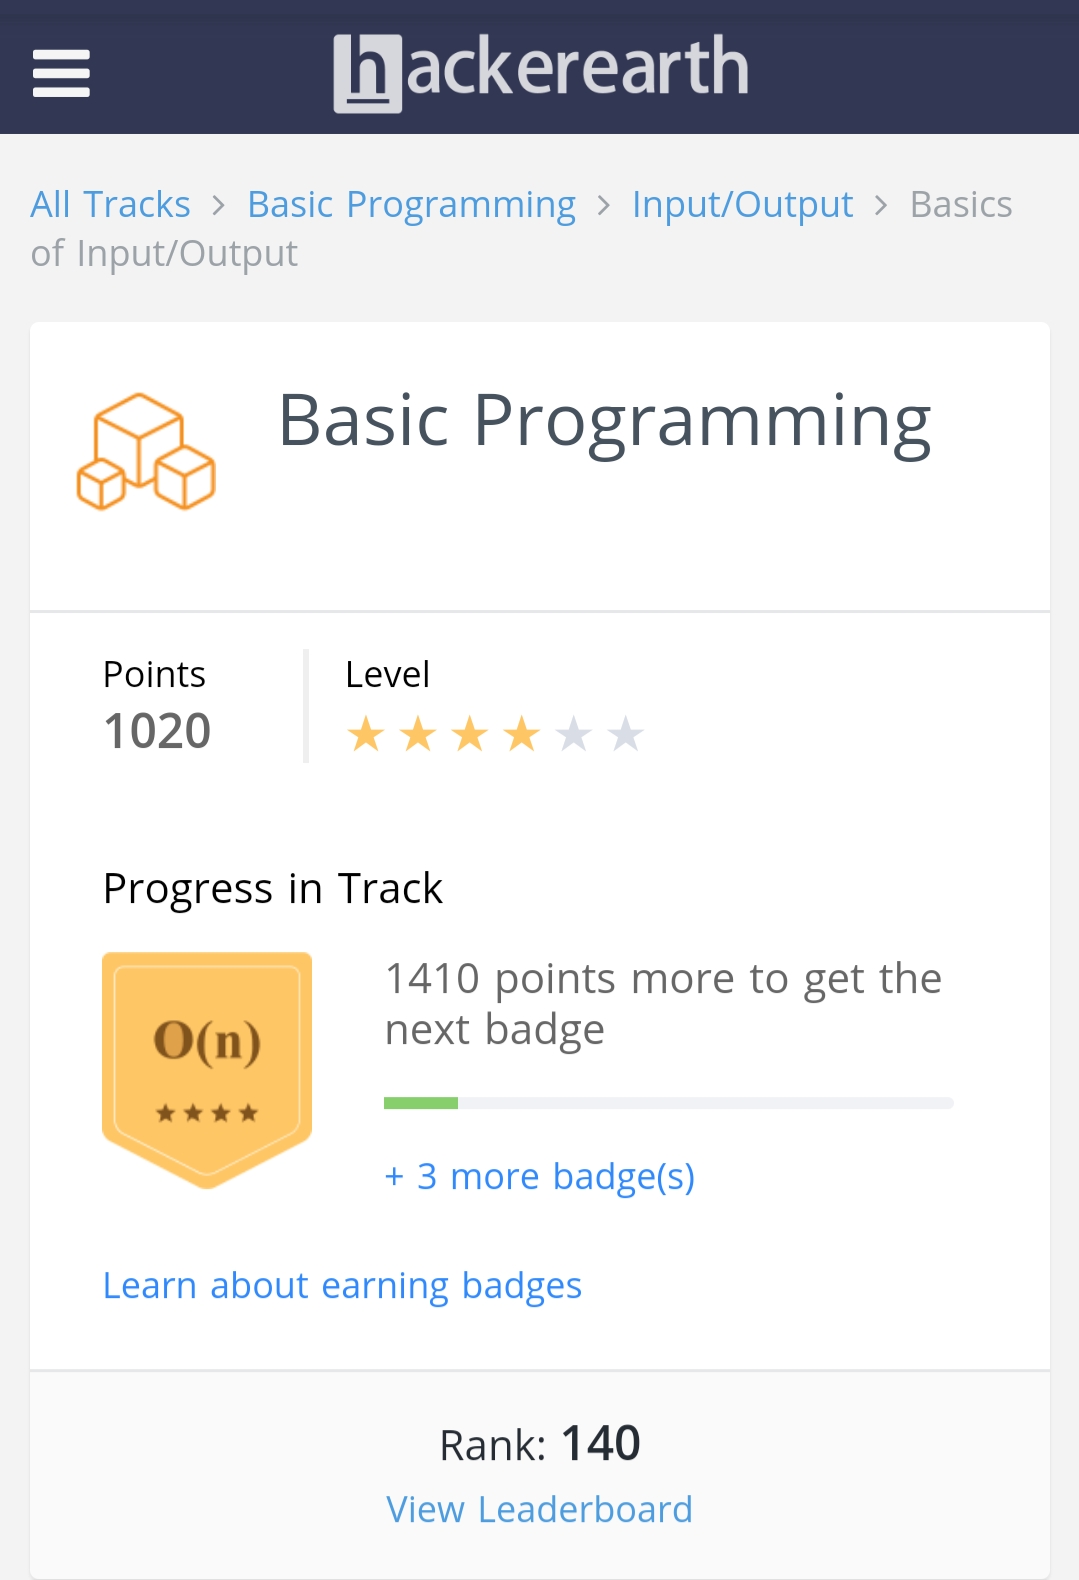 hackerearth
All Tracks > Basic Programming > Input/Output > Basics
of Input/Output
Basic Programming
Points
1020
Level
Progress in Track
O(n)
1410 points more to get the
next badge
+ 3 more badge(s)
Learn about earning badges
Rank: 140
View Leaderboard